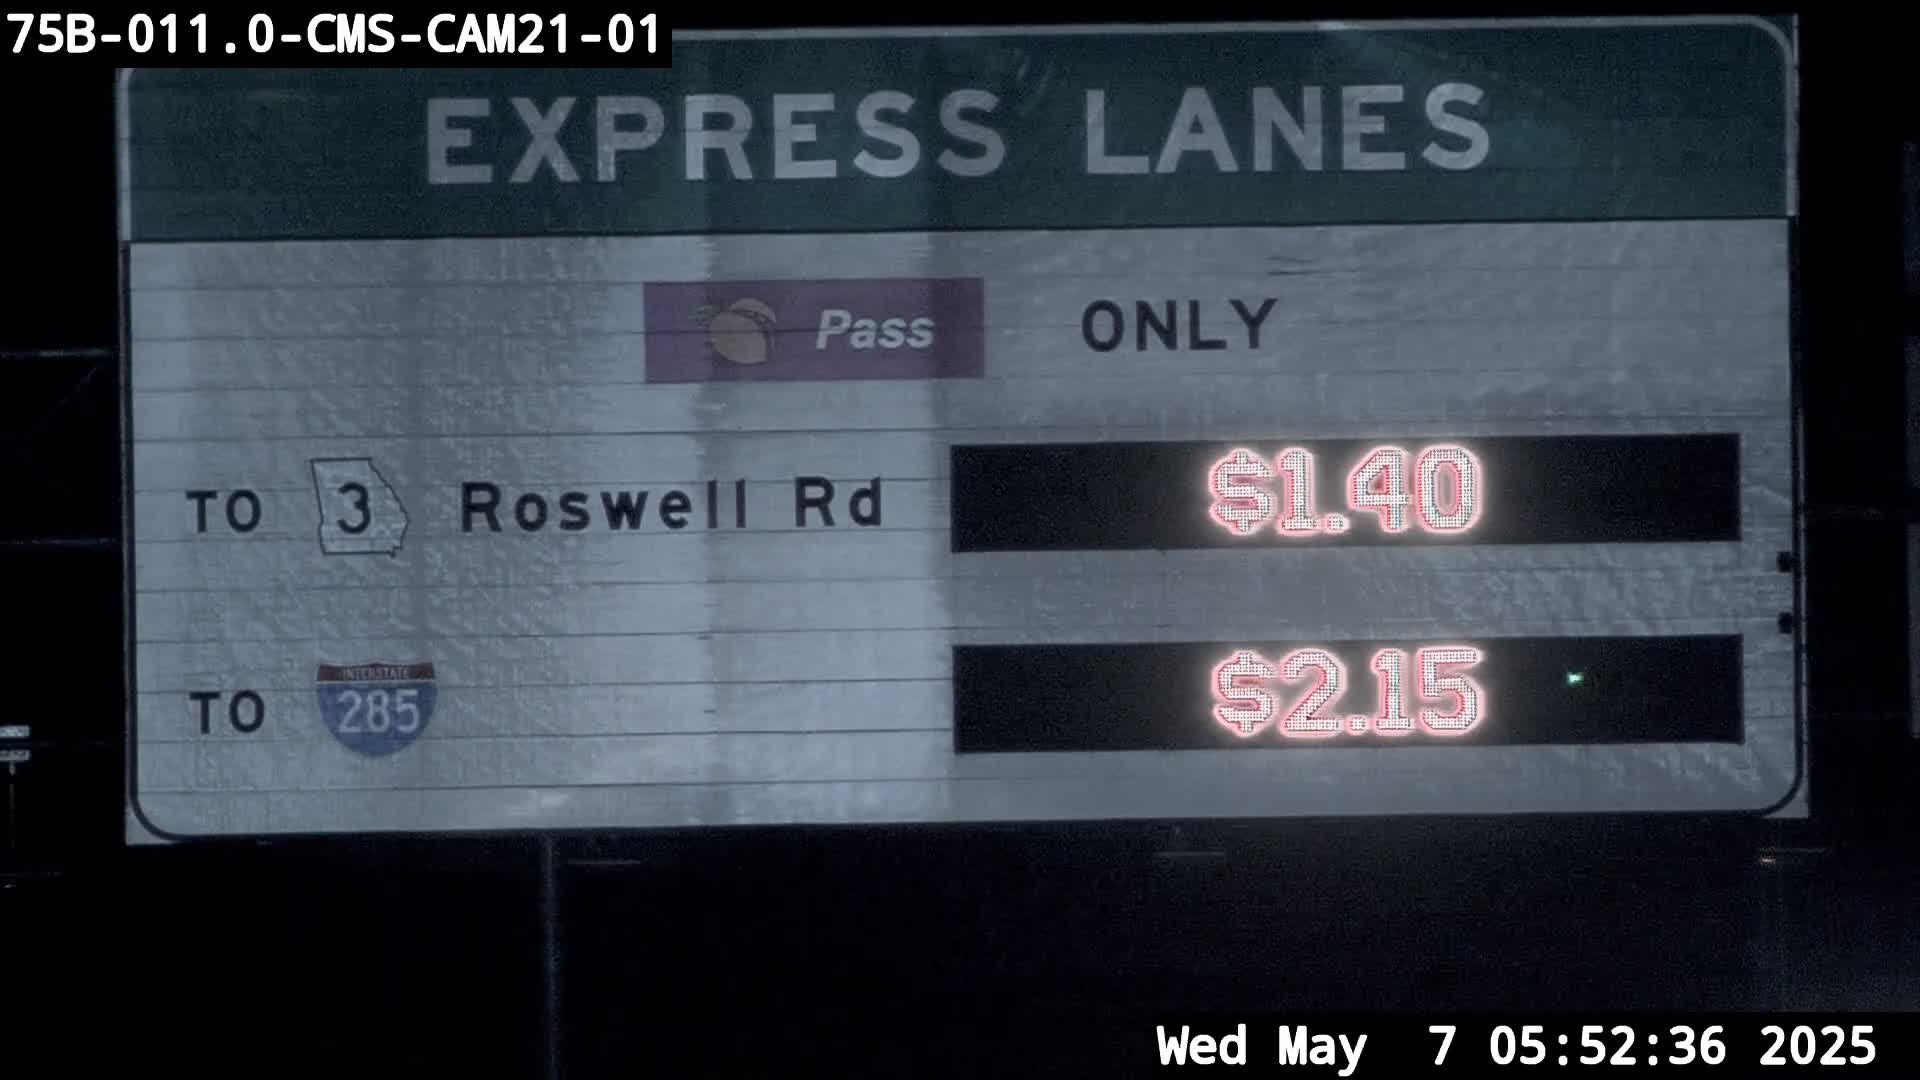 75B-011.0-CMS-CAM21-01
EXPRESS LANES
Pass ONLY
TO 3 Roswell Rd $1.40
TO INTERSTATE 285 $2.15
Wed May 7 05:52:36 2025